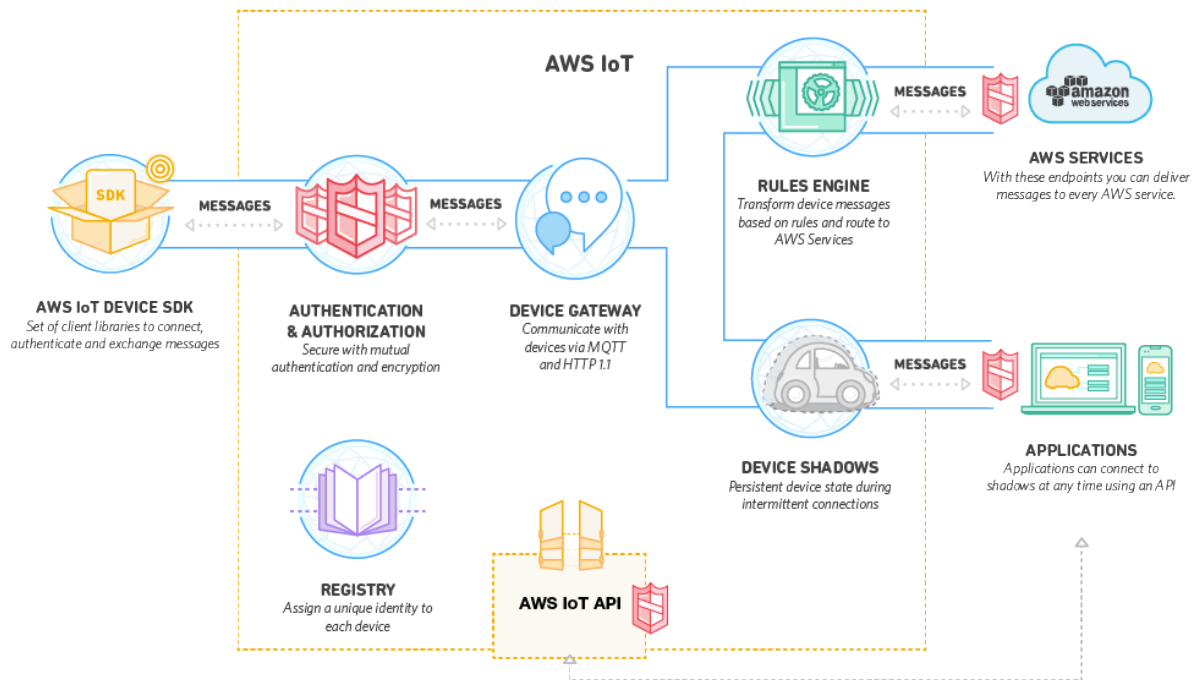 AWS IoT
SDK
MESSAGES
MESSAGES
MESSAGES
amazon
web services
AWS IoT DEVICE SDK
Set of client libraries to connect,
authenticate and exchange messages
AUTHENTICATION
& AUTHORIZATION
Secure with mutual
authentication and encryption
DEVICE GATEWAY
Communicate with
devices via MQTT
and HTTP 1.1
RULES ENGINE
Transform device messages
based on rules and route to
AWS Services
AWS SERVICES
With these endpoints you can deliver
messages to every AWS service.
MESSAGES
DEVICE SHADOWS
Persistent device state during
intermittent connections
APPLICATIONS
Applications can connect to
shadows at any time using an API
REGISTRY
Assign a unique identity to
each device
AWS IoT API